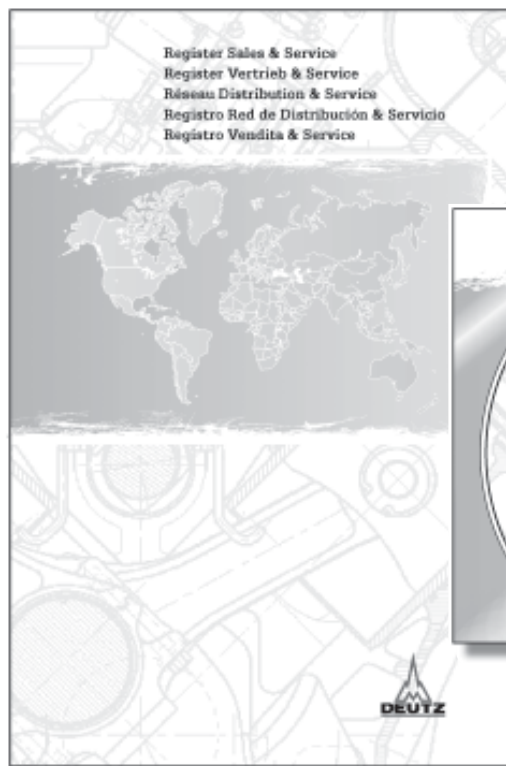 Register Sales & Service
Register Vertrieb & Service
Réseau Distribution & Service
Registro Red de Distribución & Servicio
Registro Vendita & Service
DEUTZ